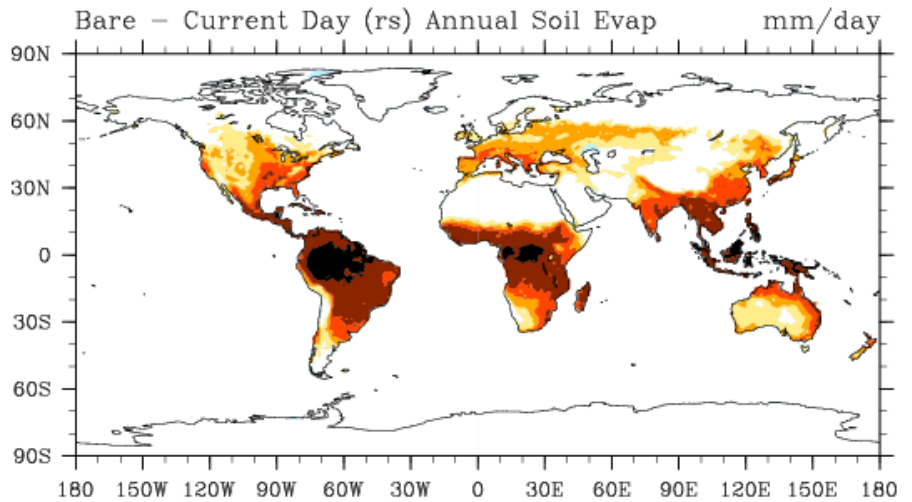 Bare – Current Day (rs) Annual Soil Evap mm/day
90N
60N
30N
0
30S
60S
90S
180 150W 120W 90W 60W 30W 0 30E 60E 90E 120E 150E 180